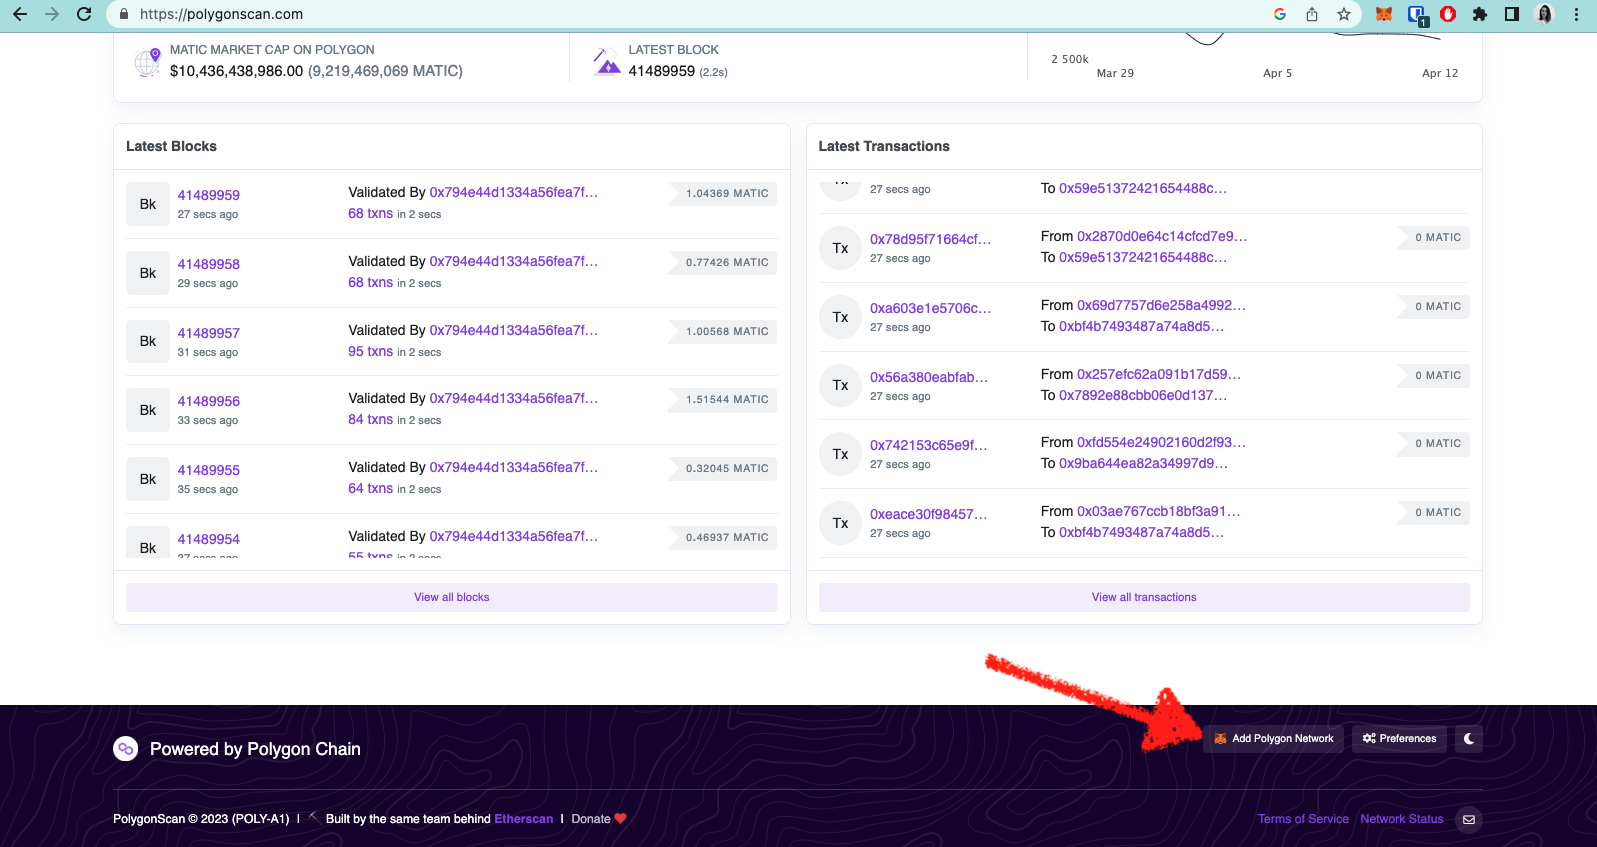 https://polygonscan.com
1
MATIC MARKET CAP ON POLYGON
$10,436,438,986.00 (9,219,469,069 MATIC)
LATEST BLOCK
41489959 (2.2s)
2 500k
Mar 29
Apr 5
Apr 12
Latest Blocks
Bk
41489959
27 secs ago
Validated By 0x794e44d1334a56fea7f...
68 txns in 2 secs
1.04369 MATIC
Bk
41489958
29 secs ago
Validated By 0x794e44d1334a56fea7f...
68 txns in 2 secs
0.77426 MATIC
Bk
41489957
31 secs ago
Validated By 0x794e44d1334a56fea7f...
95 txns in 2 secs
1.00568 MATIC
Bk
41489956
33 secs ago
Validated By 0x794e44d1334a56fea7f...
84 txns in 2 secs
1.51544 MATIC
Bk
41489955
35 secs ago
Validated By 0x794e44d1334a56fea7f...
64 txns in 2 secs
0.32045 MATIC
Bk
41489954
37 secs ago
Validated By 0x794e44d1334a56fea7f...
55 txns in 2 secs
0.46937 MATIC
View all blocks
Latest Transactions
Tx
27 secs ago
To 0x59e51372421654488c...
Tx
0x78d95f71664cf...
27 secs ago
From 0x2870d0e64c14cfcd7e9...
To 0x59e51372421654488c...
0 MATIC
Tx
0xa603e1e5706c...
27 secs ago
From 0x69d7757d6e258a4992...
To 0xbf4b7493487a74a8d5...
0 MATIC
Tx
0x56a380eabfab...
27 secs ago
From 0x257efc62a091b17d59...
To 0x7892e88cbb06e0d137...
0 MATIC
Tx
0x742153c65e9f...
27 secs ago
From 0xfd554e24902160d2f93...
To 0x9ba644ea82a34997d9...
0 MATIC
Tx
0xeace30f98457...
27 secs ago
From 0x03ae767ccb18bf3a91...
To 0xbf4b7493487a74a8d5...
0 MATIC
View all transactions
Powered by Polygon Chain
Add Polygon Network
Preferences
PolygonScan © 2023 (POLY-A1) | Built by the same team behind Etherscan | Donate
Terms of Service
Network Status